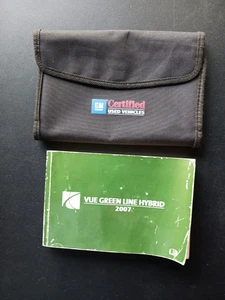 GM
Certified
USED VEHICLES
VUE GREEN LINE HYBRID
2007